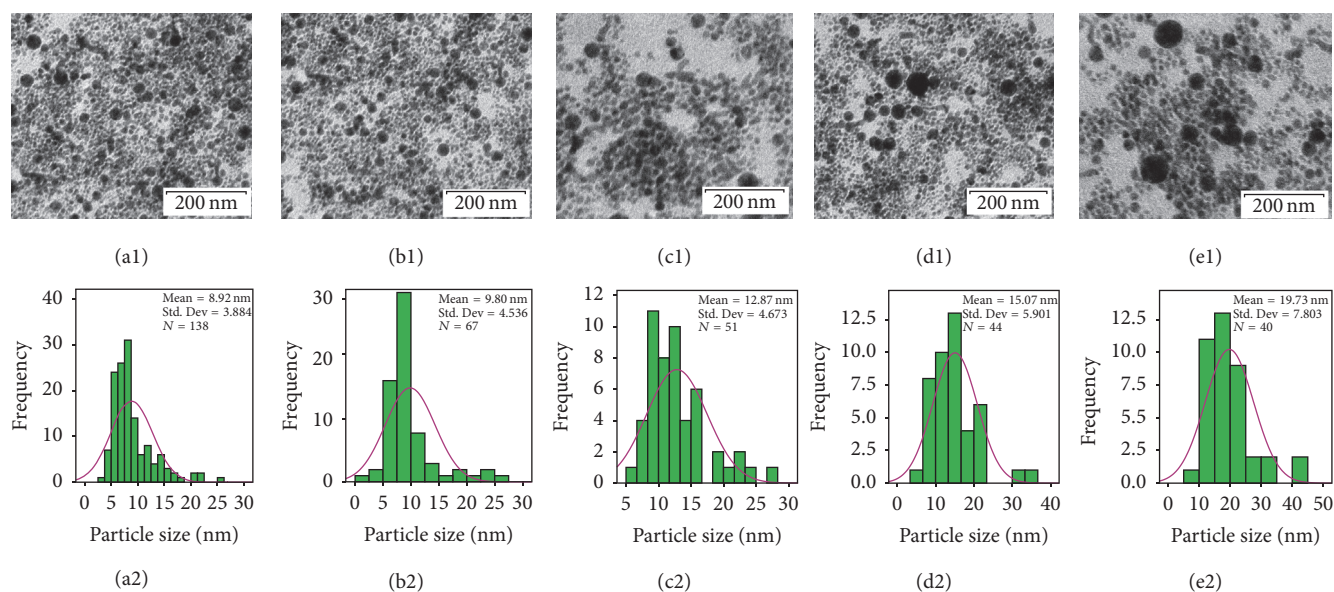 200 nm
200 nm
200 nm
200 nm
200 nm
(a1)
(b1)
(c1)
(d1)
(e1)
Mean = 8.92 nm
Std. Dev = 3.884
N = 138
Frequency
40
30
20
10
0
0 5 10 15 20 25 30
Particle size (nm)
(a2)
Mean = 9.80 nm
Std. Dev = 4.536
N = 67
Frequency
30
20
10
0
0 5 10 15 20 25 30
Particle size (nm)
(b2)
Mean = 12.87 nm
Std. Dev = 4.673
N = 51
Frequency
12
10
8
6
4
2
0
5 10 15 20 25 30
Particle size (nm)
(c2)
Mean = 15.07 nm
Std. Dev = 5.901
N = 44
Frequency
12.5
10.0
7.5
5.5
2.5
0.0
0 10 20 30 40
Particle size (nm)
(d2)
Mean = 19.73 nm
Std. Dev = 7.803
N = 40
Frequency
12.5
10.0
7.5
5.5
2.5
0.0
0 10 20 30 40 50
Particle size (nm)
(e2)